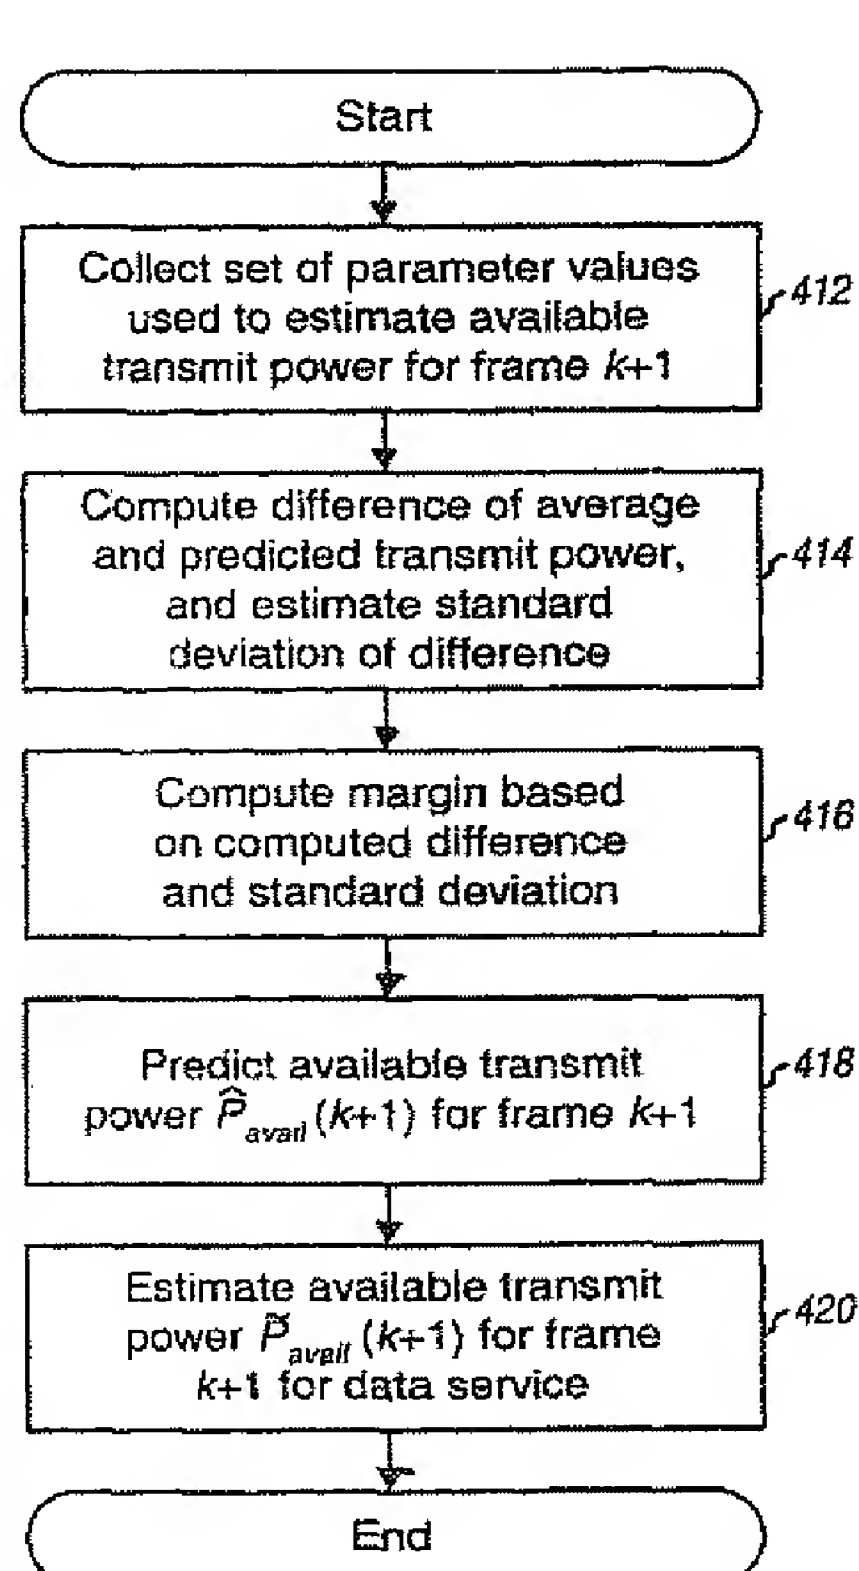 Start
Collect set of parameter values
used to estimate available
transmit power for frame k+1
412
Compute difference of average
and predicted transmit power,
and estimate standard
deviation of difference
414
Compute margin based
on computed difference
and standard deviation
416
Predict available transmit
power P̂avail (k+1) for frame k+1
418
Estimate available transmit
power P̃avail (k+1) for frame
k+1 for data service
420
End